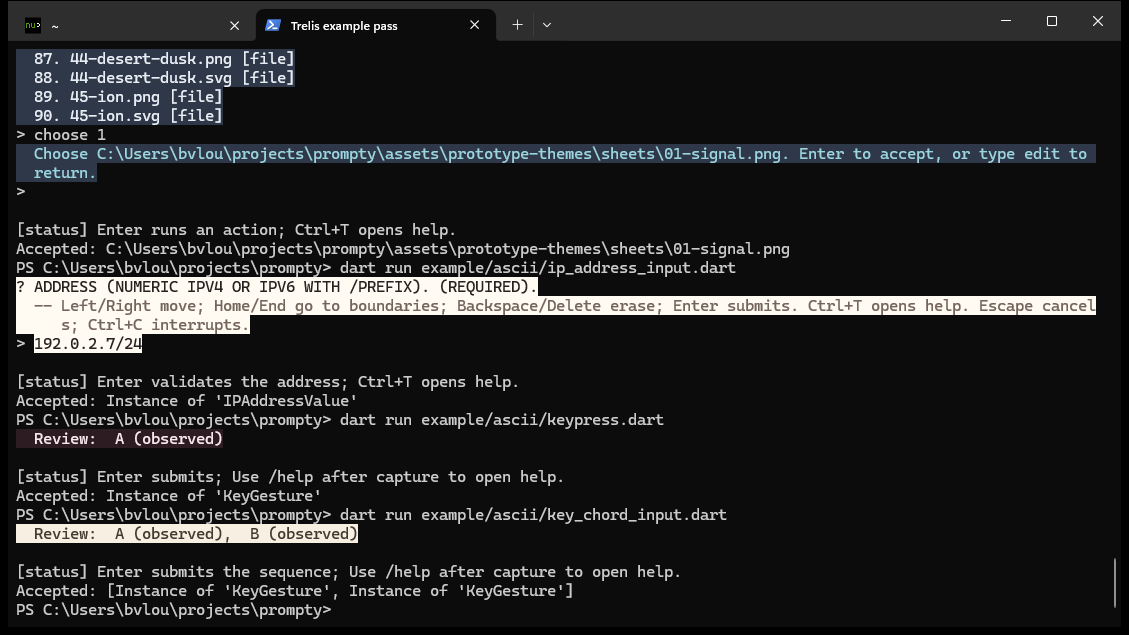 ~
Trelis example pass
87. 44-desert-dusk.png [file]
88. 44-desert-dusk.svg [file]
89. 45-ion.png [file]
90. 45-ion.svg [file]
> choose 1
Choose C:\Users\bvlou\projects\prompty\assets\prototype-themes\sheets\01-signal.png. Enter to accept, or type edit to
return.
>
[status] Enter runs an action; Ctrl+T opens help.
Accepted: C:\Users\bvlou\projects\prompty\assets\prototype-themes\sheets\01-signal.png
PS C:\Users\bvlou\projects\prompty> dart run example/ascii/ip_address_input.dart
? ADDRESS (NUMERIC IPV4 OR IPV6 WITH /PREFIX). (REQUIRED).
-- Left/Right move; Home/End go to boundaries; Backspace/Delete erase; Enter submits. Ctrl+T opens help. Escape cancel
s; Ctrl+C interrupts.
> 192.0.2.7/24
[status] Enter validates the address; Ctrl+T opens help.
Accepted: Instance of 'IPAddressValue'
PS C:\Users\bvlou\projects\prompty> dart run example/ascii/keypress.dart
Review:  A (observed)
[status] Enter submits; Use /help after capture to open help.
Accepted: Instance of 'KeyGesture'
PS C:\Users\bvlou\projects\prompty> dart run example/ascii/key_chord_input.dart
Review:  A (observed),  B (observed)
[status] Enter submits the sequence; Use /help after capture to open help.
Accepted: [Instance of 'KeyGesture', Instance of 'KeyGesture']
PS C:\Users\bvlou\projects\prompty>